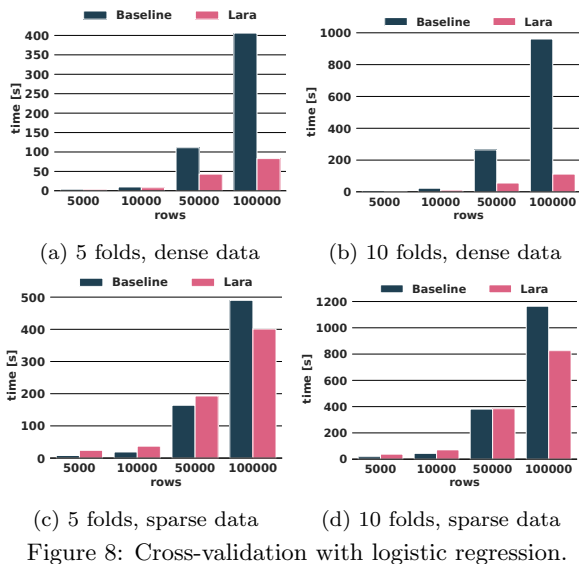 Baseline Lara
400
350
300
250
200
150
100
50
0
time [s]
5000 10000 50000 100000
rows
(a) 5 folds, dense data
Baseline Lara
1000
800
600
400
200
0
time [s]
5000 10000 50000 100000
rows
(b) 10 folds, dense data
Baseline Lara
500
400
300
200
100
0
time [s]
5000 10000 50000 100000
rows
(c) 5 folds, sparse data
Baseline Lara
1200
1000
800
600
400
200
0
time [s]
5000 10000 50000 100000
rows
(d) 10 folds, sparse data
Figure 8: Cross-validation with logistic regression.